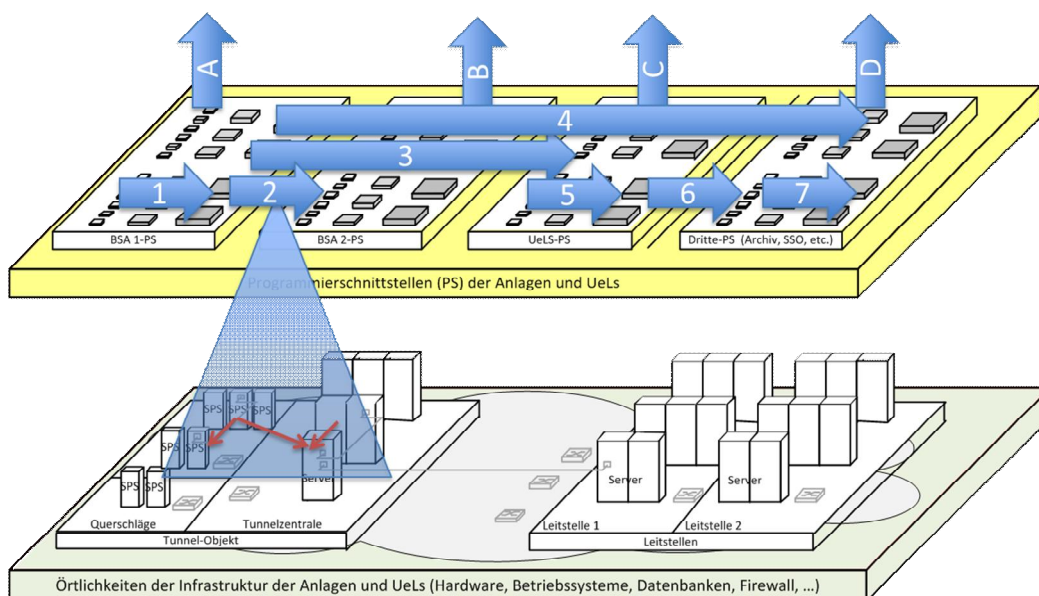 A
B
C
D
4
3
1
2
5
6
7
BSA 1-PS
BSA 2-PS
UeLS-PS
Dritte-PS (Archiv, SSO, etc.)
Programmierschnittstellen (PS) der Anlagen und UeLs
SPS
SPS
SPS
SPS
SPS
SPS
SPS
Server
Server
Server
Querschläge
Tunnelzentrale
Leitstelle 1
Leitstelle 2
Tunnel-Objekt
Leitstellen
Örtlichkeiten der Infrastruktur der Anlagen und UeLs (Hardware, Betriebssysteme, Datenbanken, Firewall, ...)